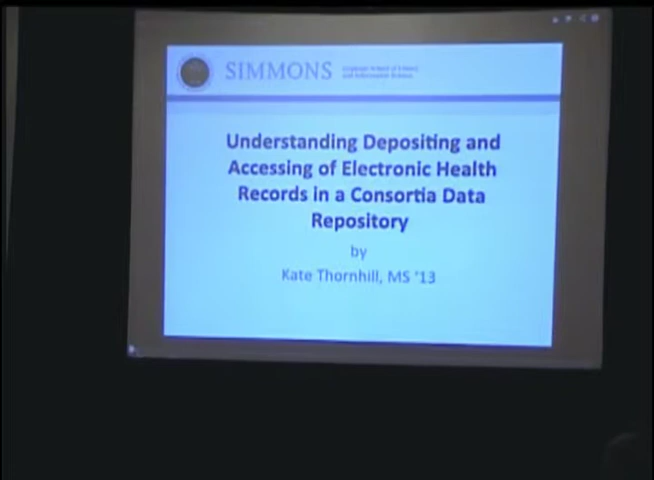 SIMMONS
Understanding Depositing and
Accessing of Electronic Health
Records in a Consortia Data
Repository
by
Kate Thornhill, MS '13